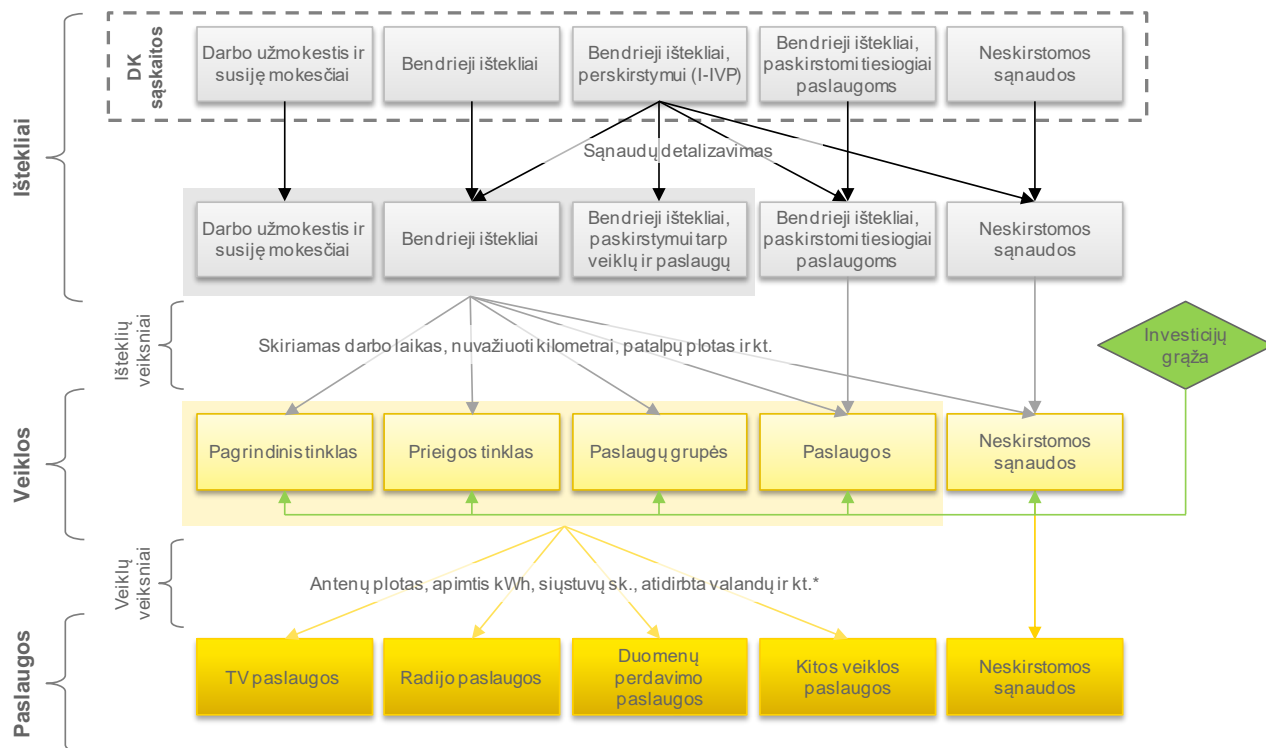 Ištekliai
DK
sąskaitos
Darbo užmokestis ir
susiję mokesčiai
Bendrieji ištekliai
Bendrieji ištekliai,
perskirstymui (I-IVP)
Bendrieji ištekliai,
paskirstomi tiesiogiai
paslaugoms
Neskirstomos
sąnaudos
Sąnaudų detalizavimas
Darbo užmokestis ir
susiję mokesčiai
Bendrieji ištekliai
Bendrieji ištekliai,
paskirstymui tarp
veiklų ir paslaugų
Bendrieji ištekliai,
paskirstomi tiesiogiai
paslaugoms
Neskirstomos
sąnaudos
Išteklių
veiksniai
Skiriamas darbo laikas, nuvažiuoti kilometrai, patalpų plotas ir kt.
Investicijų
grąža
Veiklos
Pagrindinis tinklas
Prieigos tinklas
Paslaugų grupės
Paslaugos
Neskirstomos
sąnaudos
Veiklų
veiksniai
Antenų plotas, apimtis kWh, siųstuvų sk., atidirbta valandų ir kt.*
Paslaugos
TV paslaugos
Radijo paslaugos
Duomenų
perdavimo
paslaugos
Kitos veiklos
paslaugos
Neskirstomos
sąnaudos